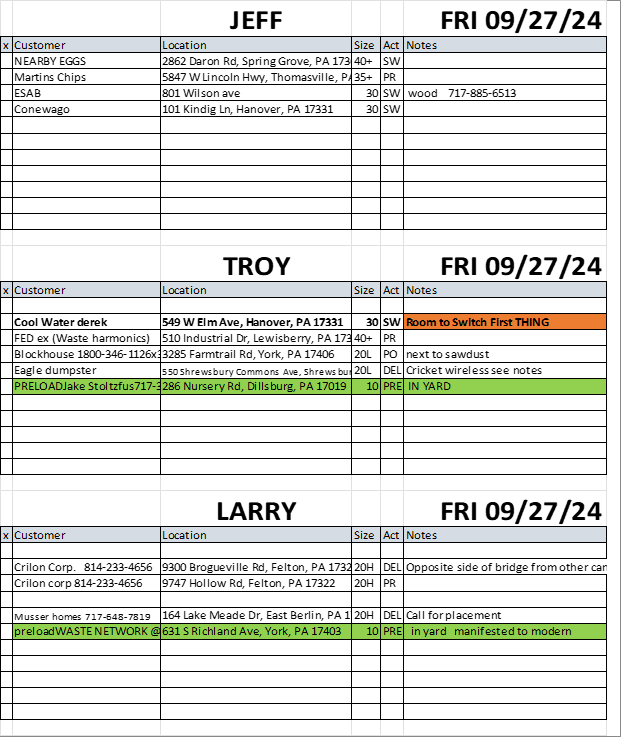 JEFF FRI 09/27/24
x Customer Location Size Act Notes
NEARBY EGGS 2862 Daron Rd, Spring Grove, PA 173 40+ SW
Martins Chips 5847 W Lincoln Hwy, Thomasville, PA 35+ PR
ESAB 801 Wilson ave 30 SW wood 717-885-6513
Conewago 101 Kindig Ln, Hanover, PA 17331 30 SW
TROY FRI 09/27/24
x Customer Location Size Act Notes
Cool Water derek 549 W Elm Ave, Hanover, PA 17331 30 SW Room to Switch First THING
FED ex (Waste harmonics) 510 Industrial Dr, Lewisberry, PA 173 40+ PR
Blockhouse 1800-346-1126x3 3285 Farmtrail Rd, York, PA 17406 20L PO next to sawdust
Eagle dumpster 550 Shrewsbury Commons Ave, Shrewsbur 20L DEL Cricket wireless see notes
PRELOADJake Stoltzfus717-3 286 Nursery Rd, Dillsburg, PA 17019 10 PRE IN YARD
LARRY FRI 09/27/24
x Customer Location Size Act Notes
Crilon Corp. 814-233-4656 9300 Brogueville Rd, Felton, PA 1732 20H DEL Opposite side of bridge from other can
Crilon corp 814-233-4656 9747 Hollow Rd, Felton, PA 17322 20H PR
Musser homes 717-648-7819 164 Lake Meade Dr, East Berlin, PA 1 20H DEL Call for placement
preloadWASTE NETWORK @ 631 S Richland Ave, York, PA 17403 10 PRE in yard manifested to modern